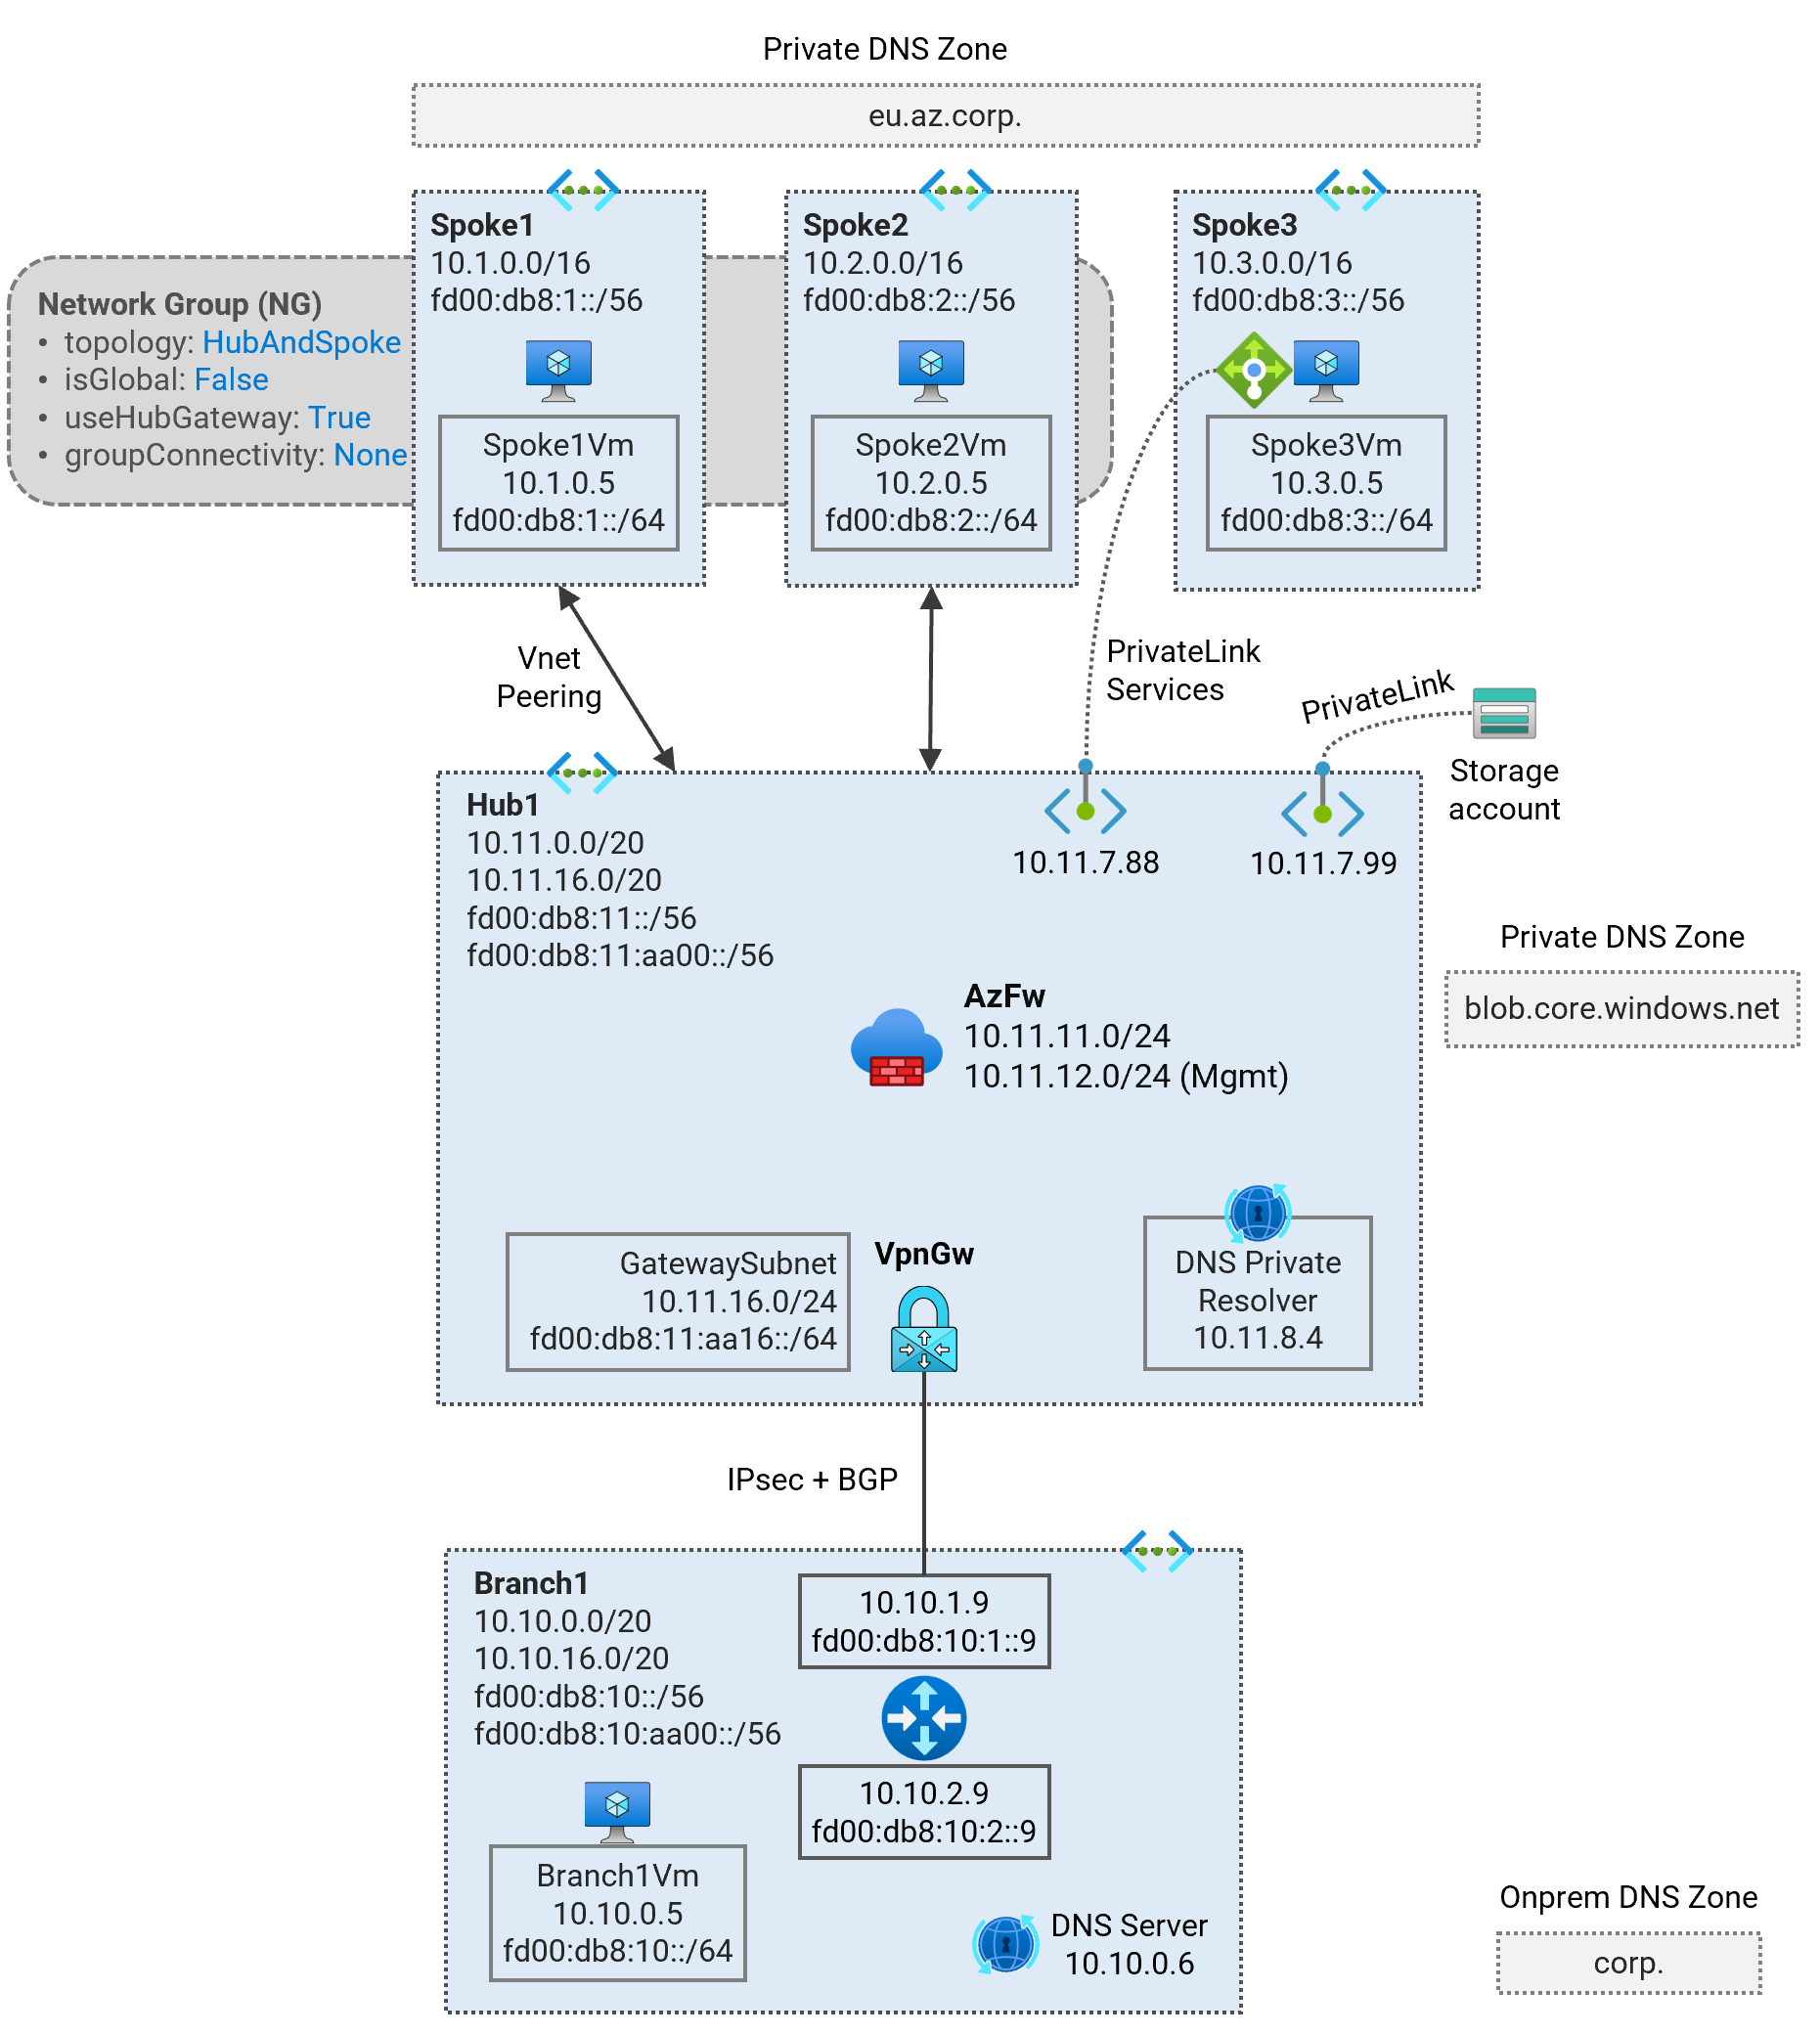 Private DNS Zone
eu.az.corp.
Network Group (NG)
• topology: HubAndSpoke
• isGlobal: False
• useHubGateway: True
• groupConnectivity: None
Spoke1
10.1.0.0/16
fd00:db8:1::/56
Spoke1Vm
10.1.0.5
fd00:db8:1::/64
Spoke2
10.2.0.0/16
fd00:db8:2::/56
Spoke2Vm
10.2.0.5
fd00:db8:2::/64
Spoke3
10.3.0.0/16
fd00:db8:3::/56
Spoke3Vm
10.3.0.5
fd00:db8:3::/64
Vnet
Peering
PrivateLink
Services
PrivateLink
Storage
account
Hub1
10.11.0.0/20
10.11.16.0/20
fd00:db8:11::/56
fd00:db8:11:aa00::/56
10.11.7.88
10.11.7.99
Private DNS Zone
blob.core.windows.net
AzFw
10.11.11.0/24
10.11.12.0/24 (Mgmt)
GatewaySubnet
10.11.16.0/24
fd00:db8:11:aa16::/64
VpnGw
DNS Private
Resolver
10.11.8.4
IPsec + BGP
Branch1
10.10.0.0/20
10.10.16.0/20
fd00:db8:10::/56
fd00:db8:10:aa00::/56
10.10.1.9
fd00:db8:10:1::9
10.10.2.9
fd00:db8:10:2::9
Branch1Vm
10.10.0.5
fd00:db8:10::/64
DNS Server
10.10.0.6
Onprem DNS Zone
corp.